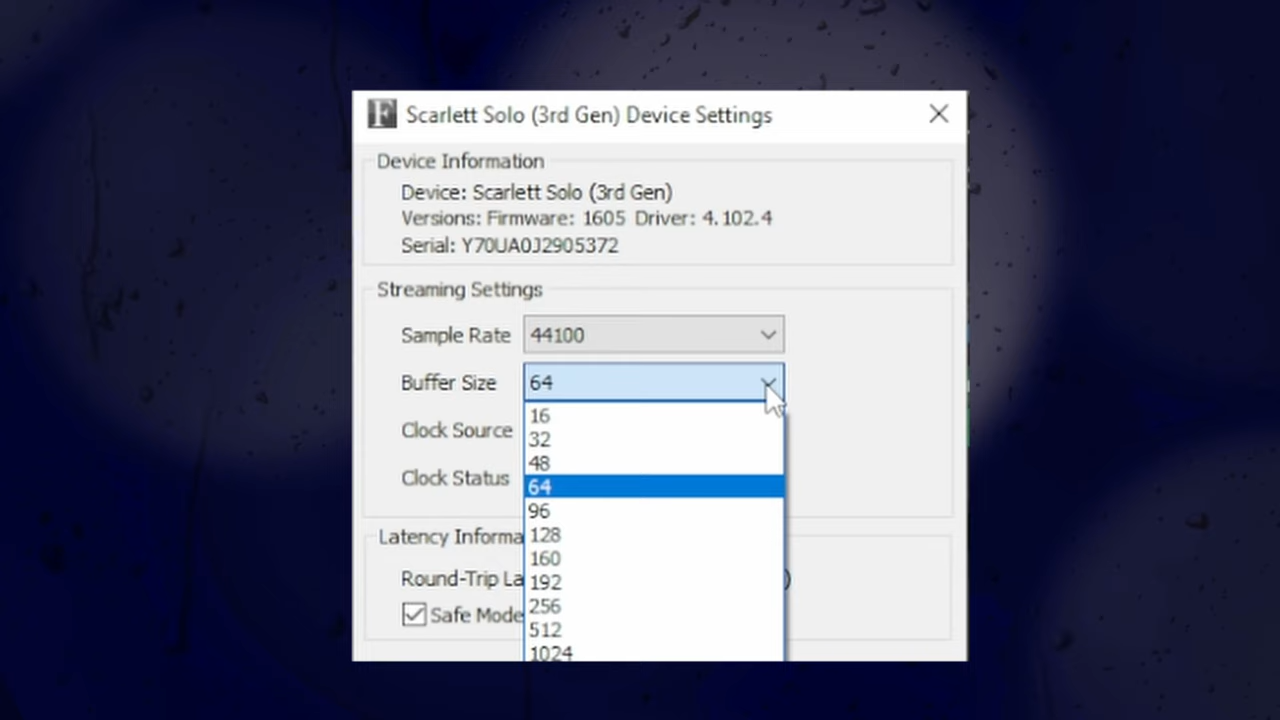 F Scarlett Solo (3rd Gen) Device Settings
Device Information
Device: Scarlett Solo (3rd Gen)
Versions: Firmware: 1605 Driver: 4.102.4
Serial: Y70UA0J2905372
Streaming Settings
Sample Rate 44100
Buffer Size 64
16
Clock Source
32
48
Clock Status
64
96
128
Latency Informa
160
Round-Trip La
192
)
256
Safe Mode
512
1024